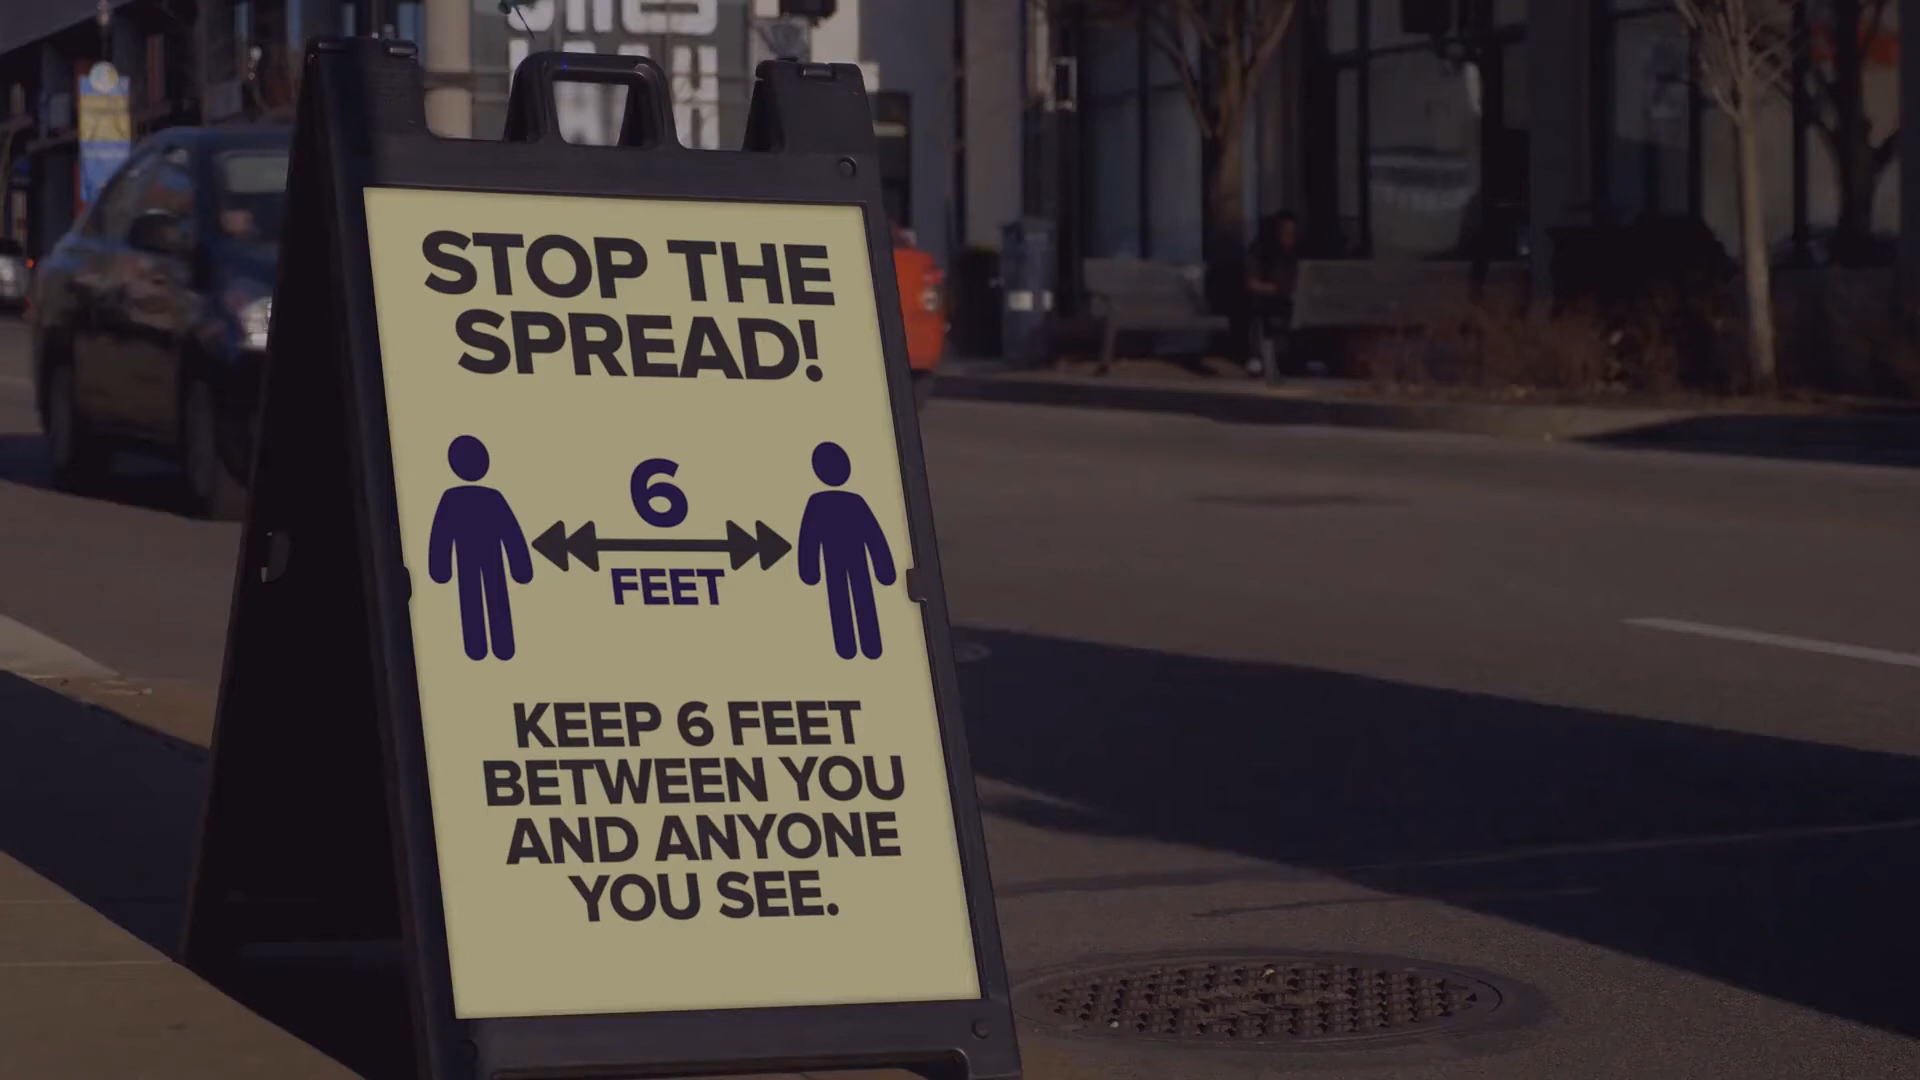 STOP THE
SPREAD!
6
FEET
KEEP 6 FEET
BETWEEN YOU
AND ANYONE
YOU SEE.